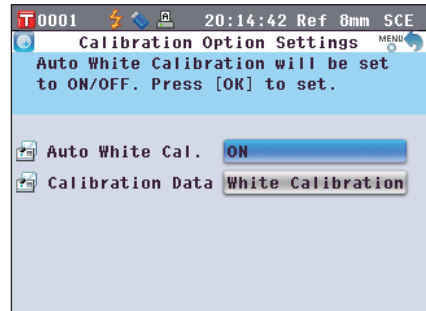 T 0001 20:14:42 Ref 8mm SCE
Calibration Option Settings MENU
Auto White Calibration will be set
to ON/OFF. Press [OK] to set.
Auto White Cal. ON
Calibration Data White Calibration